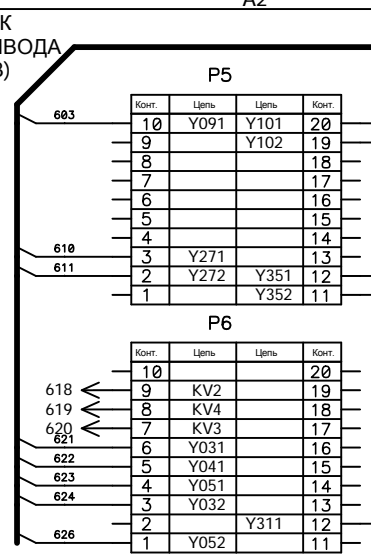 A2
К
ИВОДА
В)
P5
Конт. Цепь Цепь Конт.
603 10 Y091 Y101 20
9 Y102 19
8 18
7 17
6 16
5 15
4 14
610 3 Y271 13
611 2 Y272 Y351 12
1 Y352 11
P6
Конт. Цепь Цепь Конт.
10 20
618 9 KV2 19
619 8 KV4 18
620 7 KV3 17
621 6 Y031 16
622 5 Y041 15
623 4 Y051 14
624 3 Y032 13
2 Y311 12
626 1 Y052 11